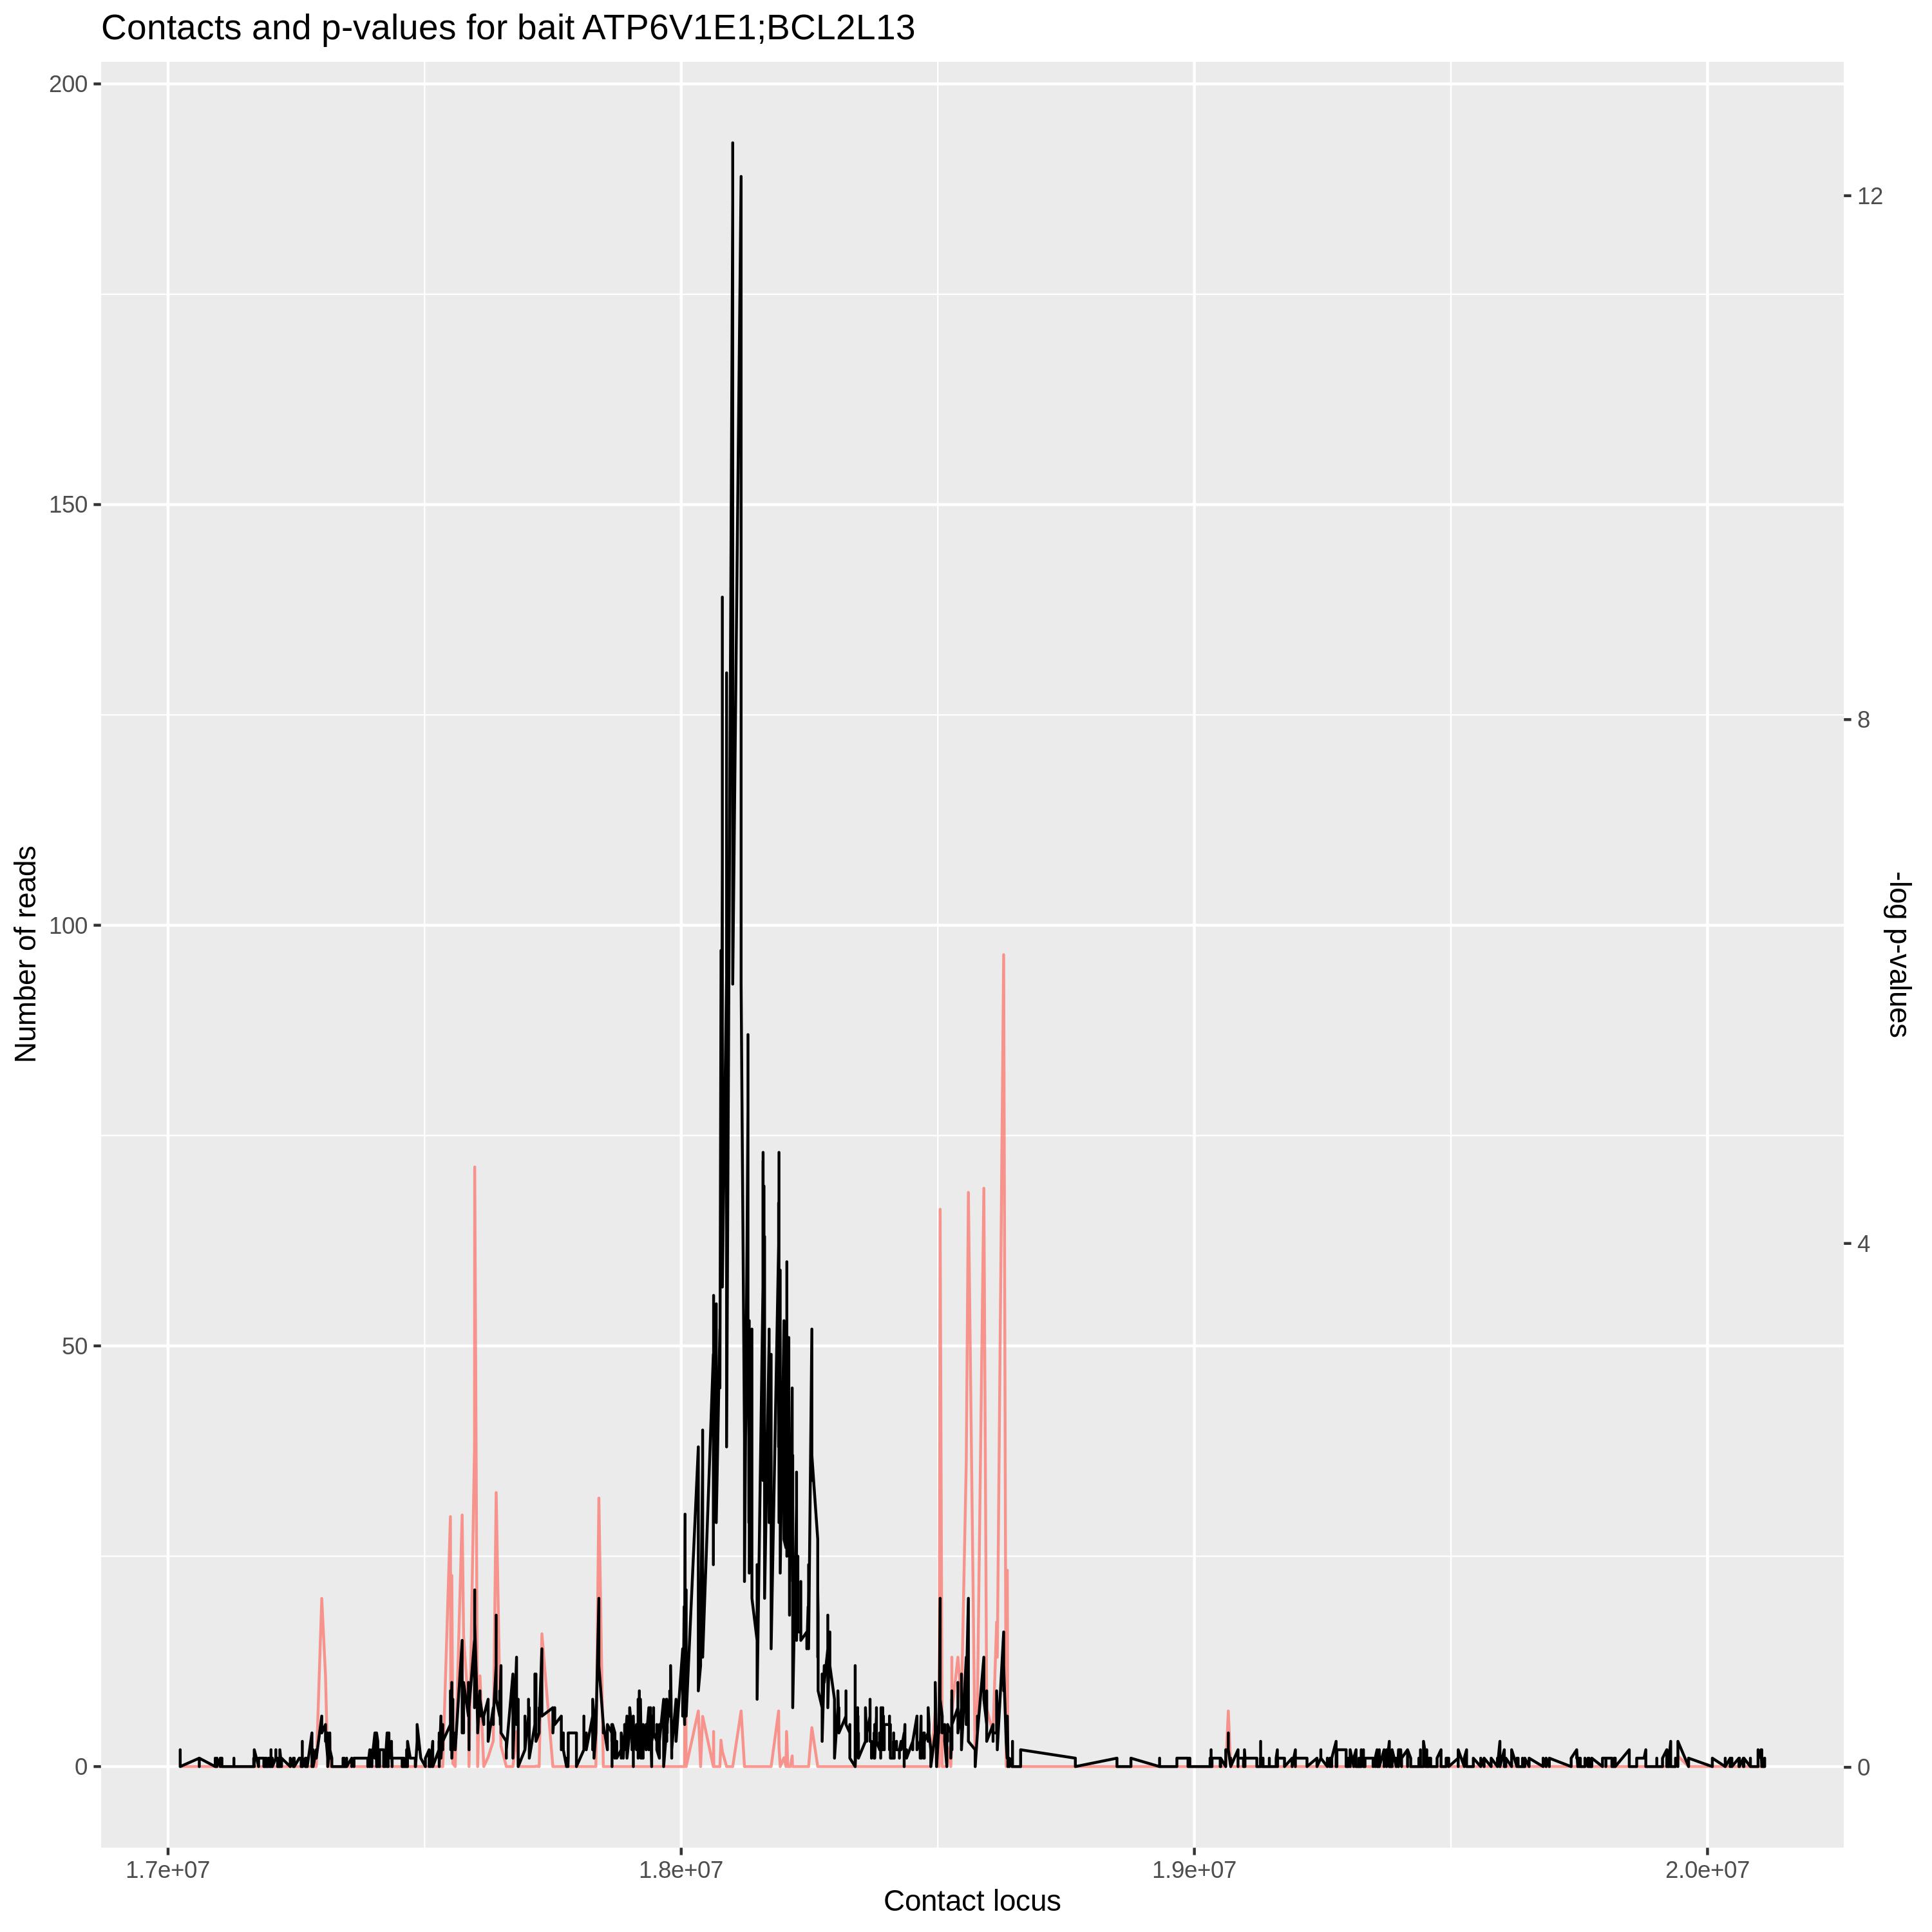 Contacts and p-values for bait ATP6V1E1;BCL2L13
200
150
100
50
0
Number of reads
12
8
4
0
-log p-values
1.7e+07
1.8e+07
1.9e+07
2.0e+07
Contact locus